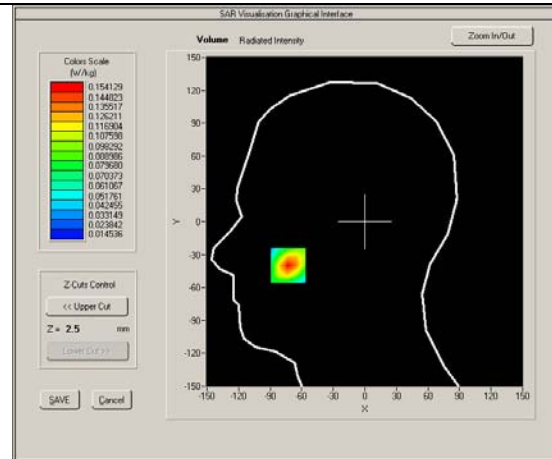 SAR Visualisation Graphical Interface
Volume Radiated Intensity
Zoom In/Out
Colors Scale
(W/kg)
0.154129
0.144823
0.135517
0.126211
0.116904
0.107598
0.098292
0.088986
0.079680
0.070373
0.061067
0.051761
0.042455
0.033149
0.023842
0.014536
Z-Cuts Control
<< Upper Cut
Z = 2.5 mm
Lower Cut >>
SAVE Cancel
150
120
90
60
30
0
-30
-60
-90
-120
-150
Y
-150 -120 -90 -60 -30 0 30 60 90 120 150
X